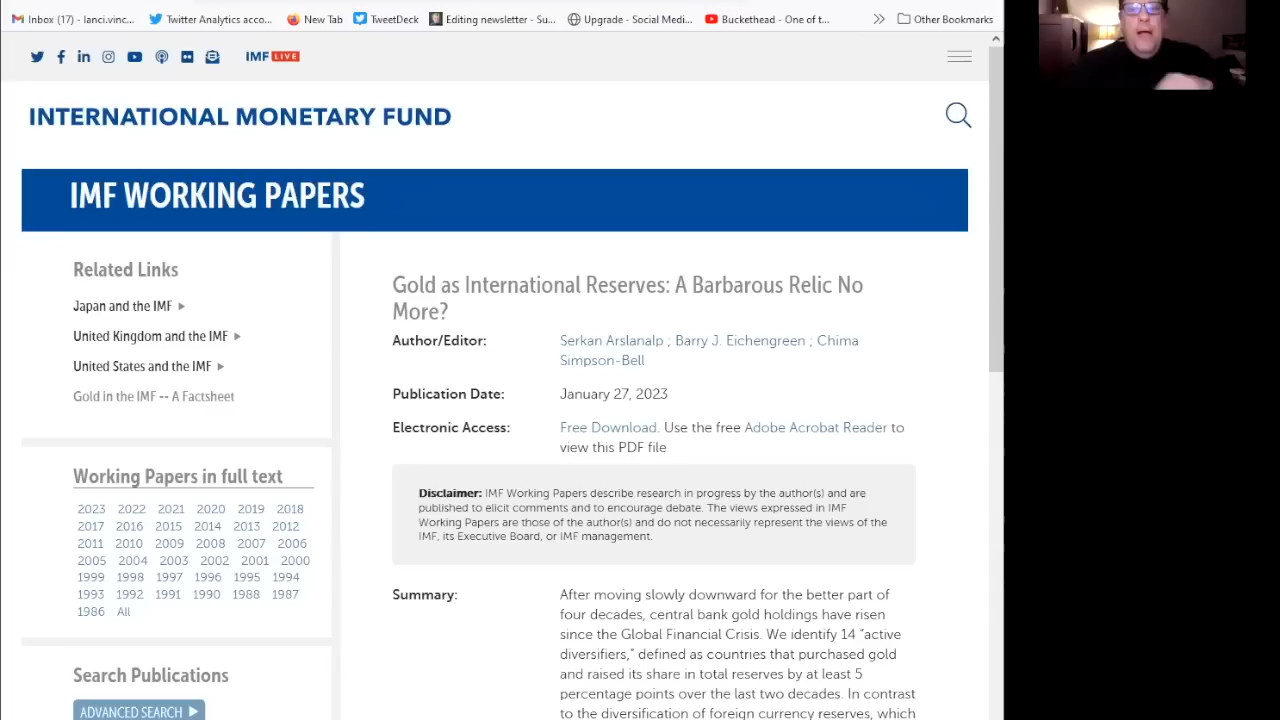 Inbox (17) - lanci.vinc...
Twitter Analytics acco...
New Tab
TweetDeck
Editing newsletter - Su...
Upgrade - Social Medi...
Buckethead - One of t...
Other Bookmarks
IMF LIVE
INTERNATIONAL MONETARY FUND
IMF WORKING PAPERS
Related Links
Japan and the IMF
United Kingdom and the IMF
United States and the IMF
Gold in the IMF -- A Factsheet
Working Papers in full text
2023 2022 2021 2020 2019 2018
2017 2016 2015 2014 2013 2012
2011 2010 2009 2008 2007 2006
2005 2004 2003 2002 2001 2000
1999 1998 1997 1996 1995 1994
1993 1992 1991 1990 1988 1987
1986 All
Search Publications
ADVANCED SEARCH
Gold as International Reserves: A Barbarous Relic No
More?
Author/Editor:
Serkan Arslanalp ; Barry J. Eichengreen ; Chima
Simpson-Bell
Publication Date:
January 27, 2023
Electronic Access:
Free Download. Use the free Adobe Acrobat Reader to
view this PDF file
Disclaimer: IMF Working Papers describe research in progress by the author(s) and are
published to elicit comments and to encourage debate. The views expressed in IMF
Working Papers are those of the author(s) and do not necessarily represent the views of the
IMF, its Executive Board, or IMF management.
Summary:
After moving slowly downward for the better part of
four decades, central bank gold holdings have risen
since the Global Financial Crisis. We identify 14 “active
diversifiers,” defined as countries that purchased gold
and raised its share in total reserves by at least 5
percentage points over the last two decades. In contrast
to the diversification of foreign currency reserves, which